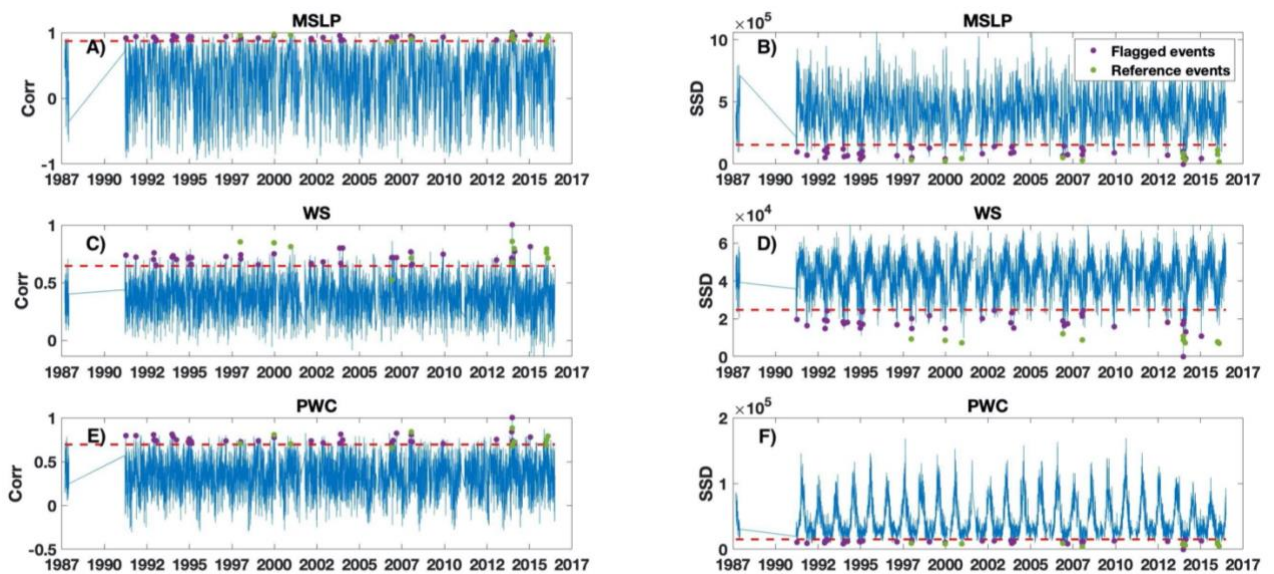 MSLP
A)
Corr
1
0
-1
1987 1990 1992 1995 1997 2000 2002 2005 2007 2010 2012 2015 2017
MSLP
×10⁵
B)
SSD
10
5
0
Flagged events
Reference events
1987 1990 1992 1995 1997 2000 2002 2005 2007 2010 2012 2015 2017
WS
C)
Corr
1
0.5
0
1987 1990 1992 1995 1997 2000 2002 2005 2007 2010 2012 2015 2017
WS
×10⁴
D)
SSD
6
4
2
0
1987 1990 1992 1995 1997 2000 2002 2005 2007 2010 2012 2015 2017
PWC
E)
Corr
1
0.5
0
-0.5
1987 1990 1992 1995 1997 2000 2002 2005 2007 2010 2012 2015 2017
PWC
×10⁵
F)
SSD
2
1
0
1987 1990 1992 1995 1997 2000 2002 2005 2007 2010 2012 2015 2017